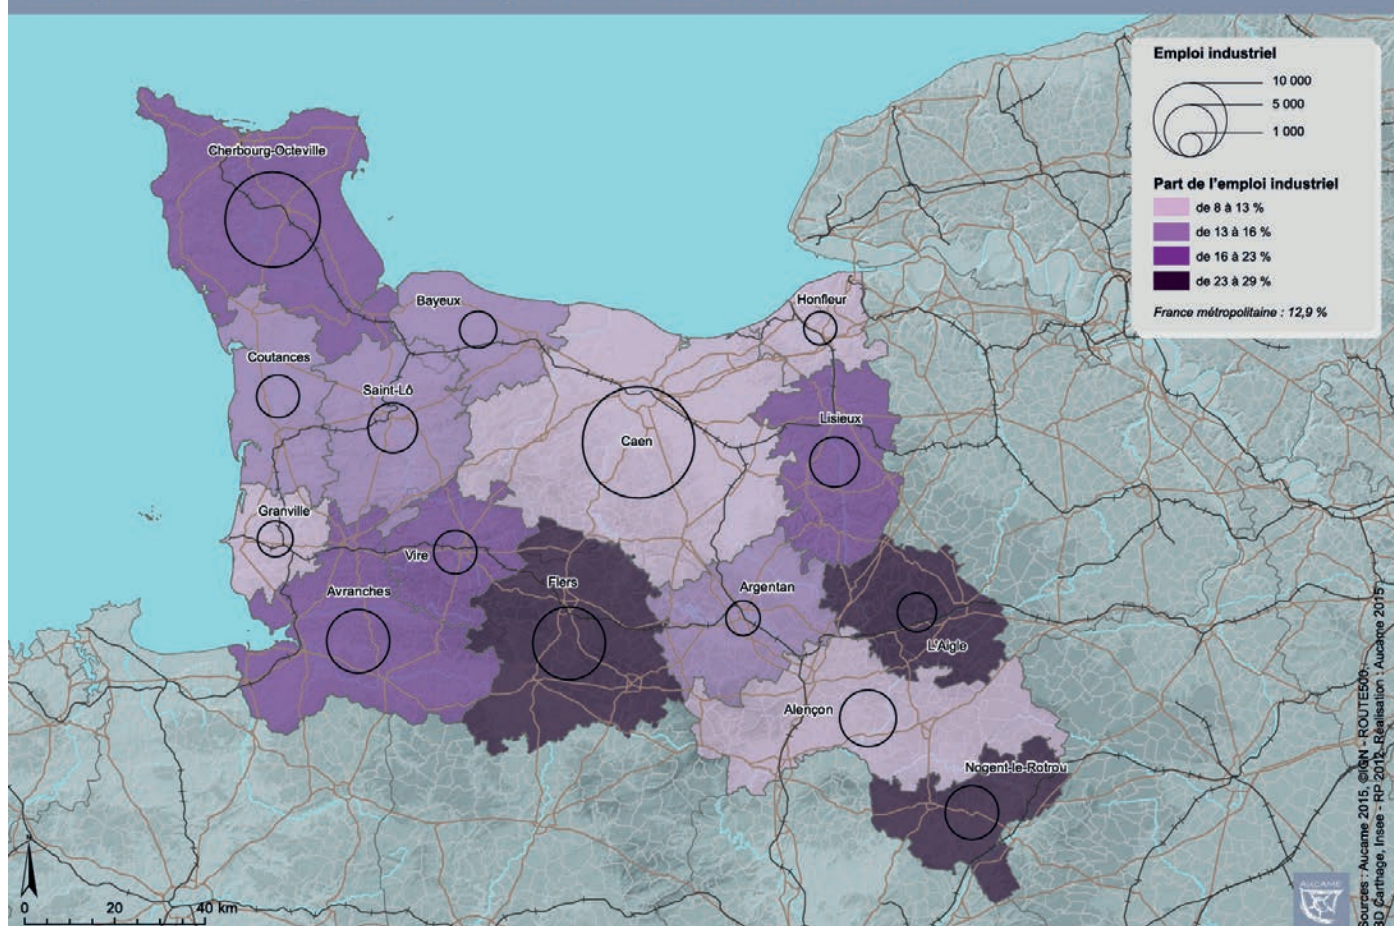 Emploi industriel
10 000
5 000
1 000
Part de l'emploi industriel
de 8 à 13 %
de 13 à 16 %
de 16 à 23 %
de 23 à 29 %
France métropolitaine : 12,9 %
Cherbourg-Octeville
Bayeux
Honfleur
Coutances
Saint-Lô
Lisieux
Caen
Granville
Vire
Flers
Argentan
Avranches
L'Aigle
Alençon
Nogent-le-Rotrou
N
0 20 40 km
AUCAME
Sources : Aucame 2015, ©IGN - ROUTE500,
BD Carthage, Insee - RP 2012- Réalisation : Aucame 2015